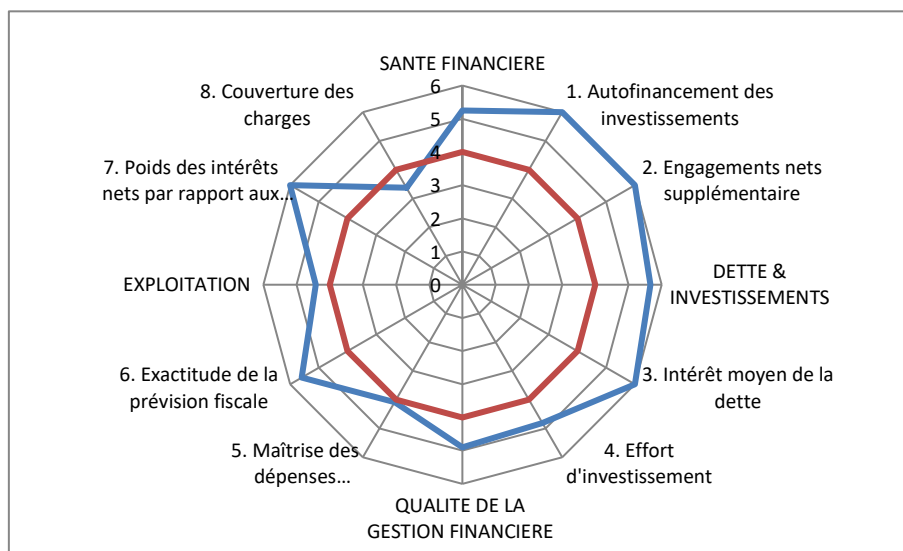 SANTE FINANCIERE
1. Autofinancement des
investissements
2. Engagements nets
supplémentaire
DETTE &
INVESTISSEMENTS
3. Intérêt moyen de la
dette
4. Effort
d'investissement
QUALITE DE LA
GESTION FINANCIERE
5. Maîtrise des
dépenses...
6. Exactitude de la
prévision fiscale
EXPLOITATION
7. Poids des intérêts
nets par rapport aux...
8. Couverture des
charges
6
5
4
3
2
1
0